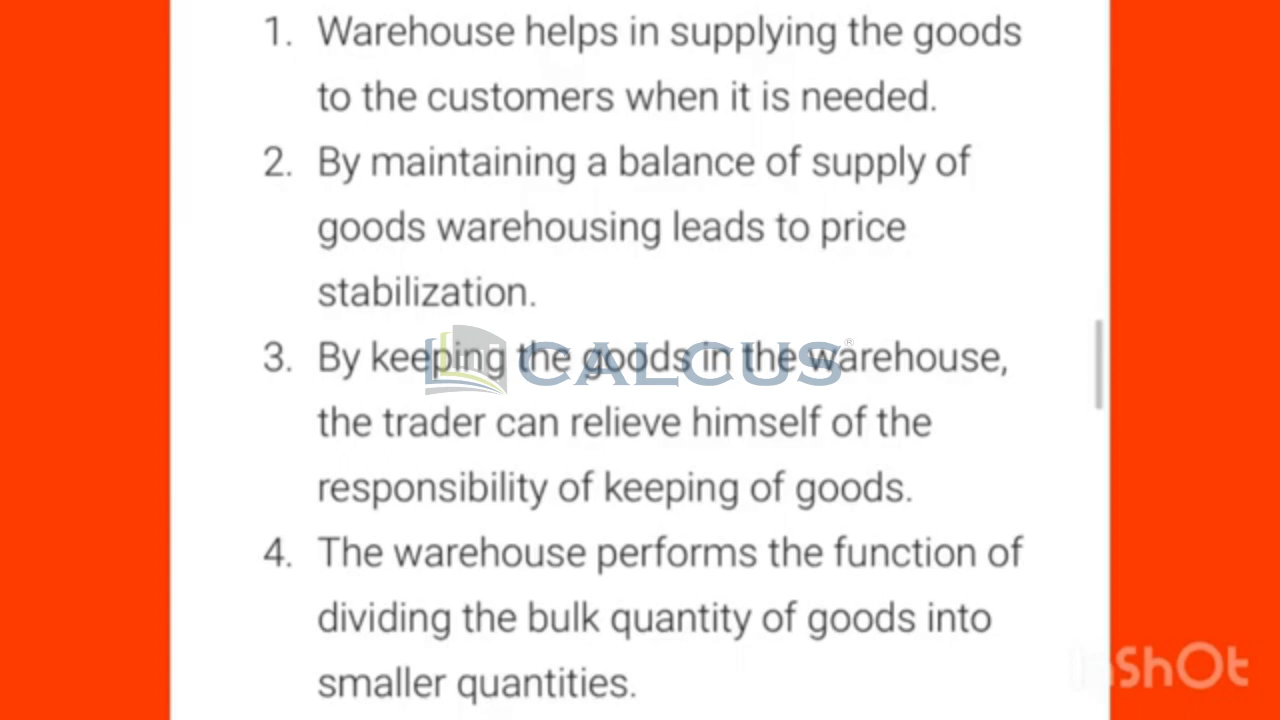 1. Warehouse helps in supplying the goods
to the customers when it is needed.
2. By maintaining a balance of supply of
goods warehousing leads to price
stabilization.
3. By keeping the goods in the warehouse,
the trader can relieve himself of the
responsibility of keeping of goods.
4. The warehouse performs the function of
dividing the bulk quantity of goods into
smaller quantities.
CALCUS®
InShOt